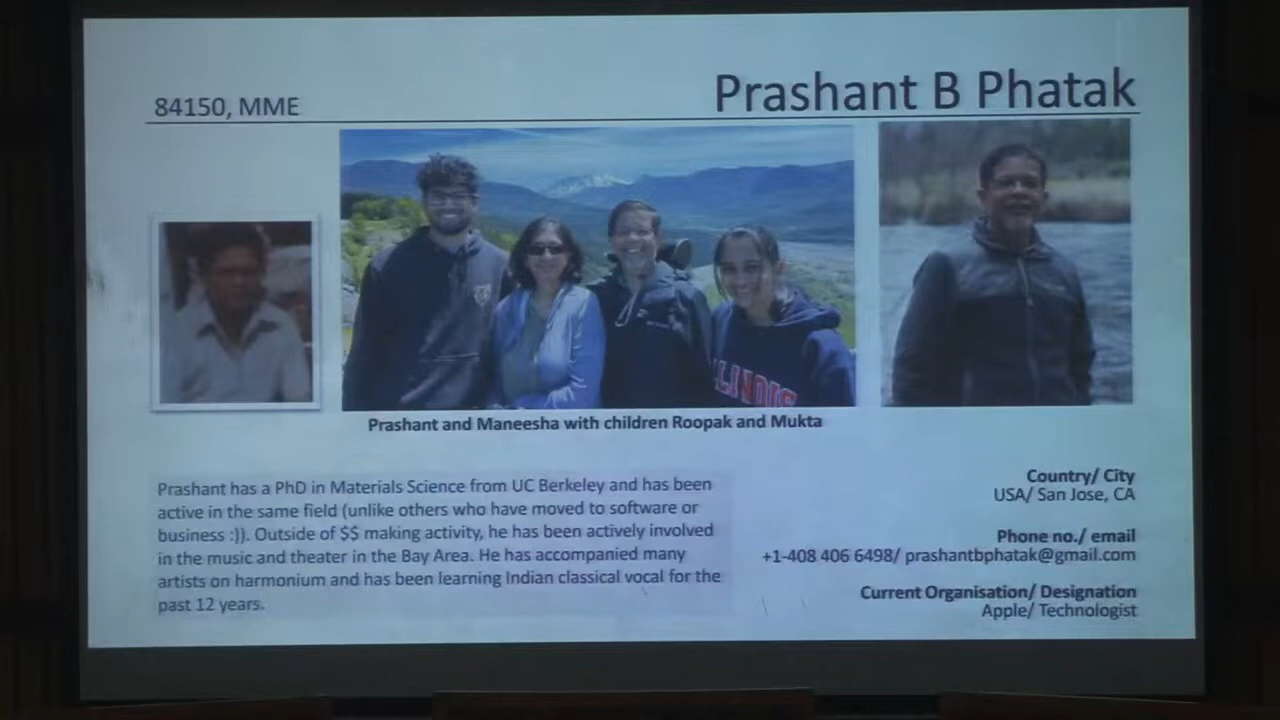 84150, MME
Prashant B Phatak
ILLINOIS
Prashant and Maneesha with children Roopak and Mukta
Prashant has a PhD in Materials Science from UC Berkeley and has been
active in the same field (unlike others who have moved to software or
business :)). Outside of $$ making activity, he has been actively involved
in the music and theater in the Bay Area. He has accompanied many
artists on harmonium and has been learning Indian classical vocal for the
past 12 years.
Country/ City
USA/ San Jose, CA
Phone no./ email
+1-408 406 6498/ prashantbphatak@gmail.com
Current Organisation/ Designation
Apple/ Technologist